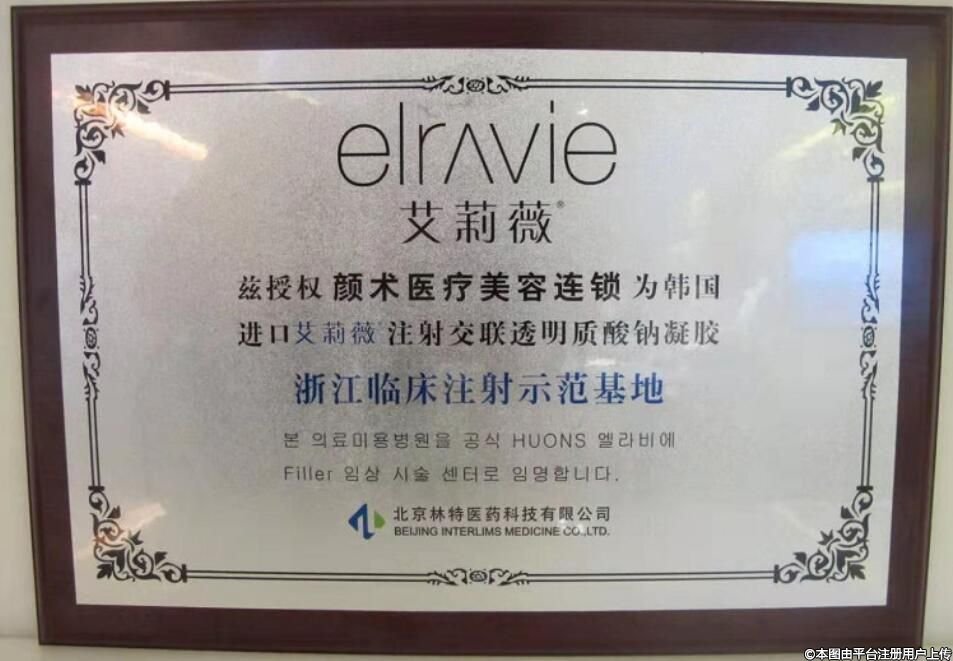 elravie
艾莉薇®
兹授权 颜术医疗美容连锁 为韩国
进口艾莉薇®注射交联透明质酸钠凝胶
浙江临床注射示范基地
본 의료미용병원을 공식 HUONS 엘라비에
Filler 임상 시술 센터로 임명합니다.
北京林特医药科技有限公司
BEIJING INTERLIMS MEDICINE CO.,LTD.
©本图由平台注册用户上传